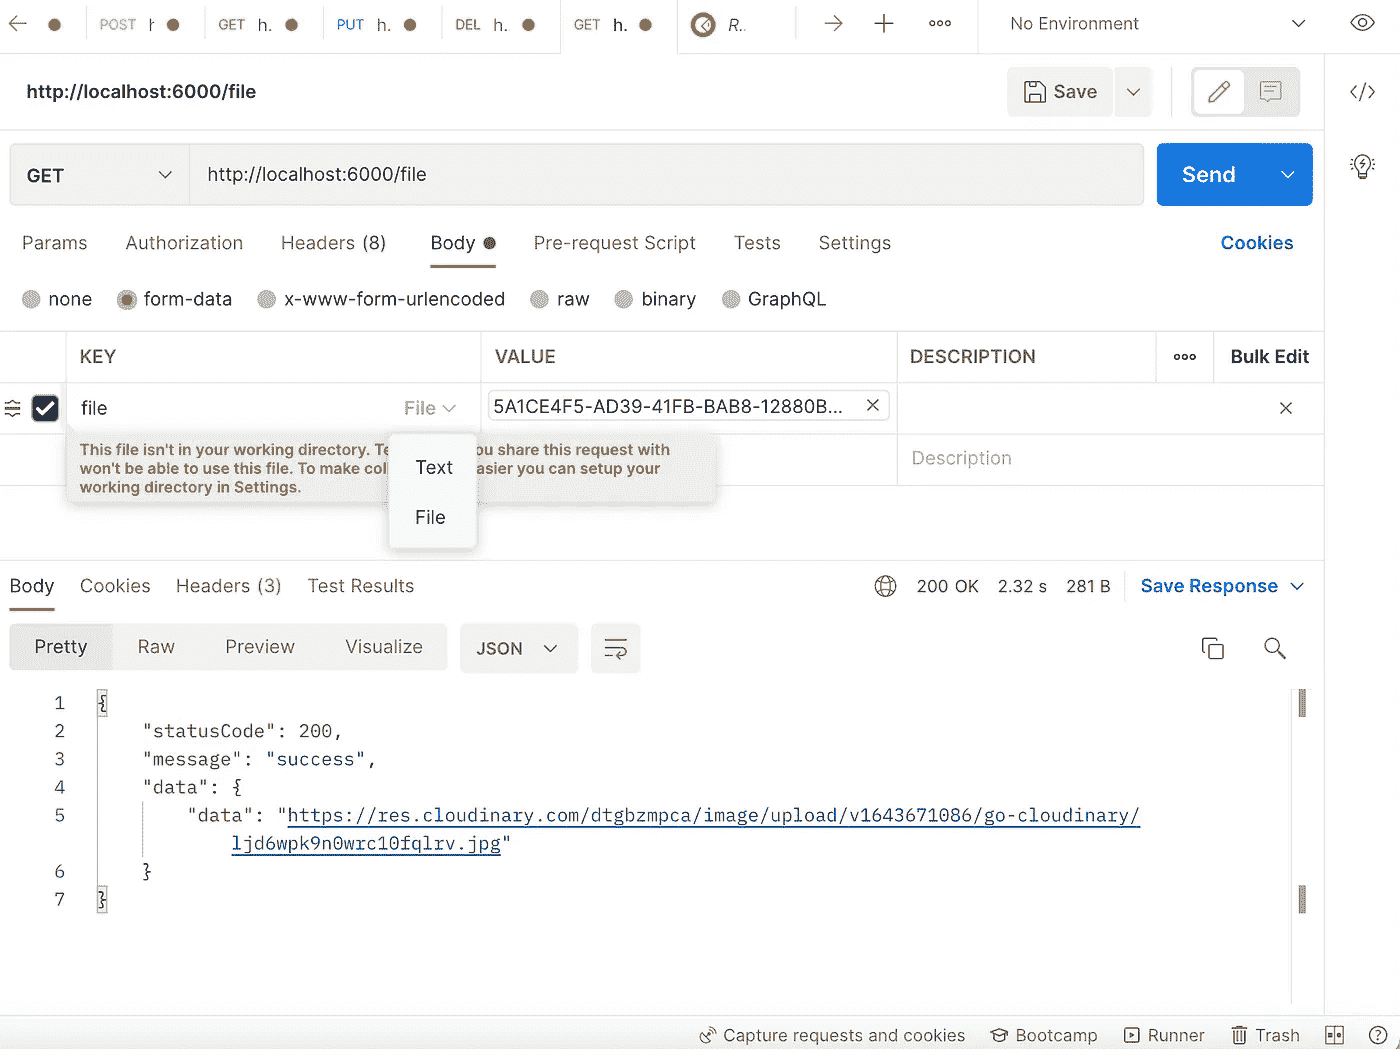 POST h
GET h.
PUT h.
DEL h.
GET h.
R..
No Environment
http://localhost:6000/file
Save
GET
http://localhost:6000/file
Send
Params Authorization Headers (8) Body Pre-request Script Tests Settings Cookies
none form-data x-www-form-urlencoded raw binary GraphQL
KEY VALUE DESCRIPTION Bulk Edit
file File 5A1CE4F5-AD39-41FB-BAB8-12880B...
This file isn't in your working directory. Te you share this request with
won't be able to use this file. To make col asier you can setup your
working directory in Settings.
Text
File
Description
Body Cookies Headers (3) Test Results 200 OK 2.32 s 281 B Save Response
Pretty Raw Preview Visualize JSON
1 {
2 "statusCode": 200,
3 "message": "success",
4 "data": {
5 "data": "https://res.cloudinary.com/dtgbzmpca/image/upload/v1643671086/go-cloudinary/
ljd6wpk9n0wrc10fqlrv.jpg"
6 }
7 }
Capture requests and cookies Bootcamp Runner Trash